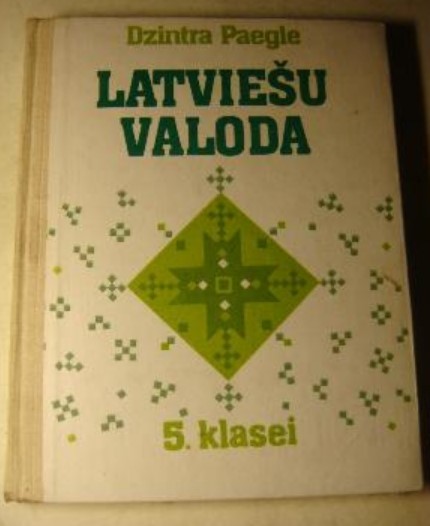 Dzintra Paegle
LATVIEŠU
VALODA
5. klasei